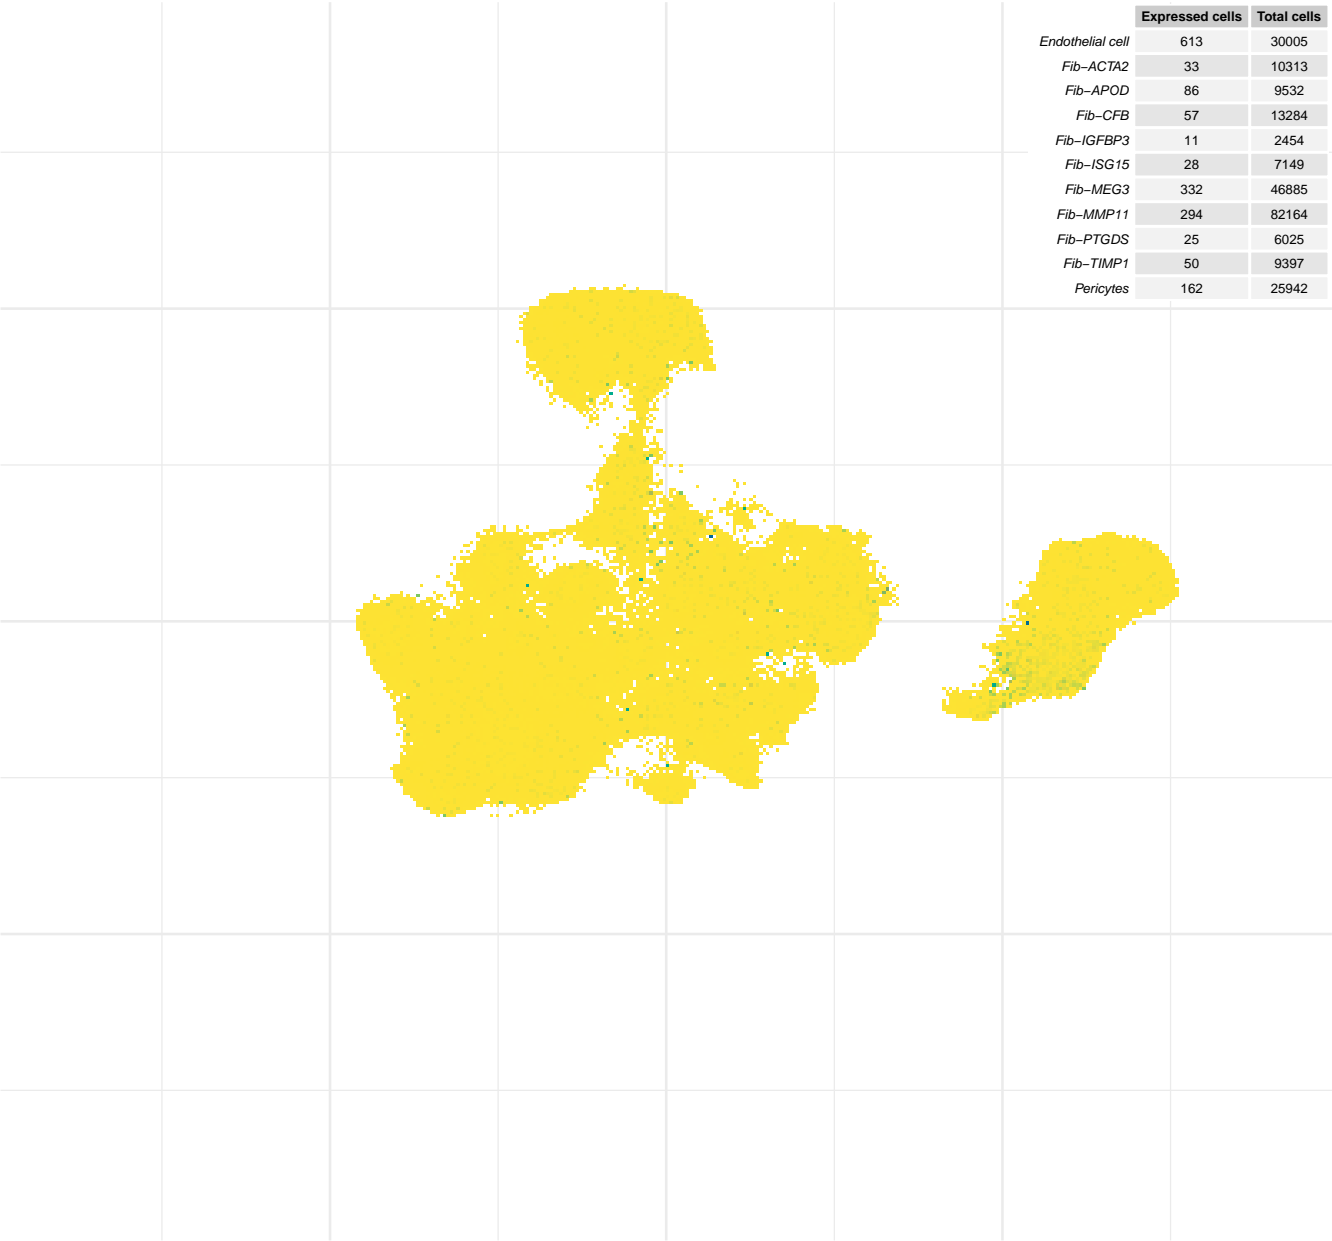 Expressed cells Total cells
Endothelial cell 613 30005
Fib−ACTA2 33 10313
Fib−APOD 86 9532
Fib−CFB 57 13284
Fib−IGFBP3 11 2454
Fib−ISG15 28 7149
Fib−MEG3 332 46885
Fib−MMP11 294 82164
Fib−PTGDS 25 6025
Fib−TIMP1 50 9397
Pericytes 162 25942